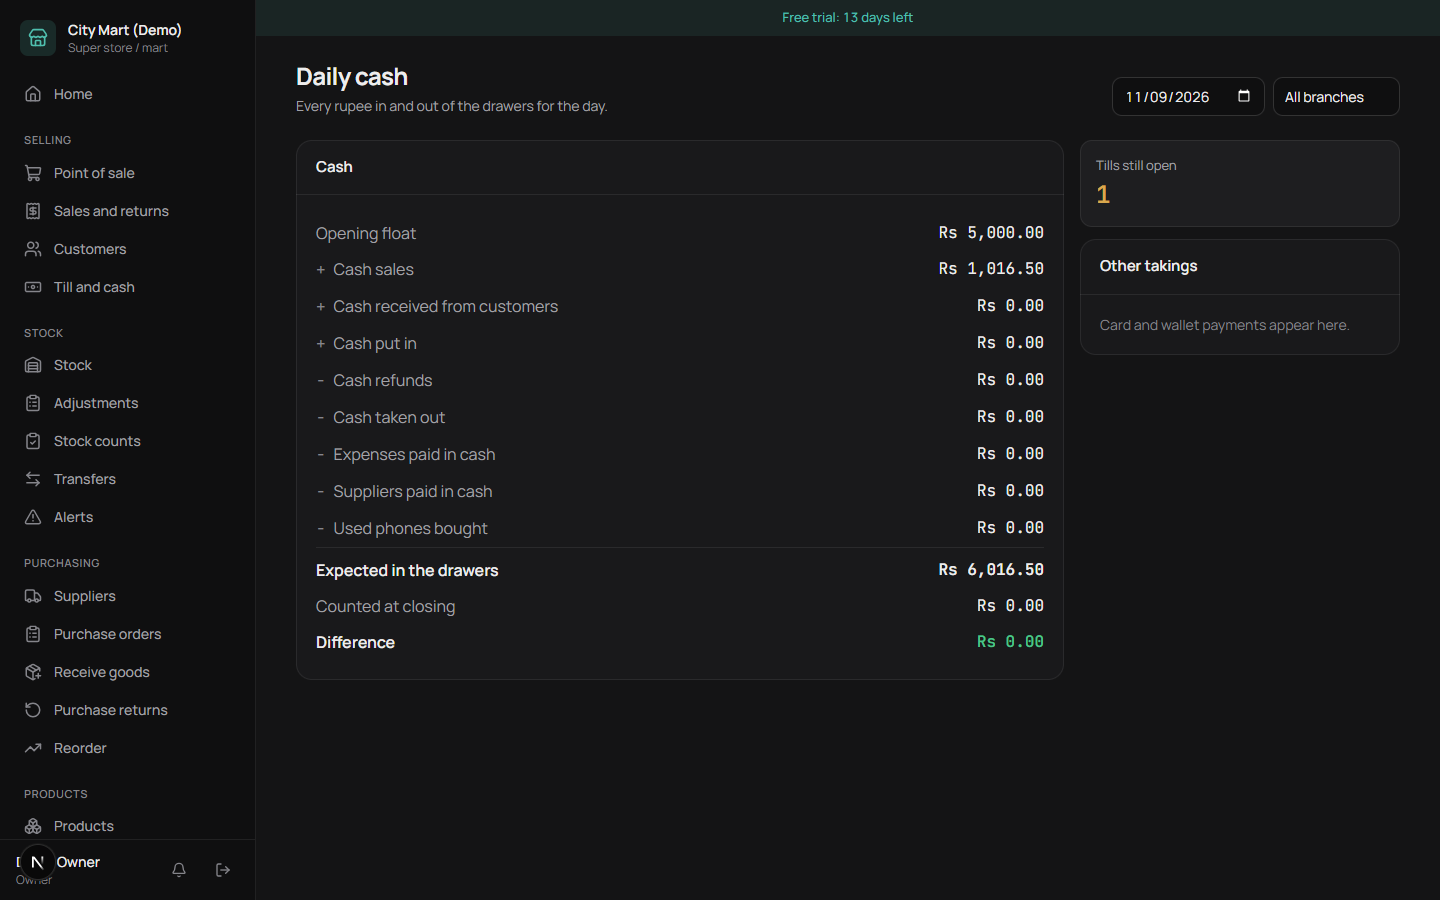 City Mart (Demo)
Super store / mart
Home
SELLING
Point of sale
Sales and returns
Customers
Till and cash
STOCK
Stock
Adjustments
Stock counts
Transfers
Alerts
PURCHASING
Suppliers
Purchase orders
Receive goods
Purchase returns
Reorder
PRODUCTS
Products
Owner
Owner
Free trial: 13 days left
Daily cash
Every rupee in and out of the drawers for the day.
11/09/2026
All branches
Cash
Opening float Rs 5,000.00
+ Cash sales Rs 1,016.50
+ Cash received from customers Rs 0.00
+ Cash put in Rs 0.00
- Cash refunds Rs 0.00
- Cash taken out Rs 0.00
- Expenses paid in cash Rs 0.00
- Suppliers paid in cash Rs 0.00
- Used phones bought Rs 0.00
Expected in the drawers Rs 6,016.50
Counted at closing Rs 0.00
Difference Rs 0.00
Tills still open
1
Other takings
Card and wallet payments appear here.